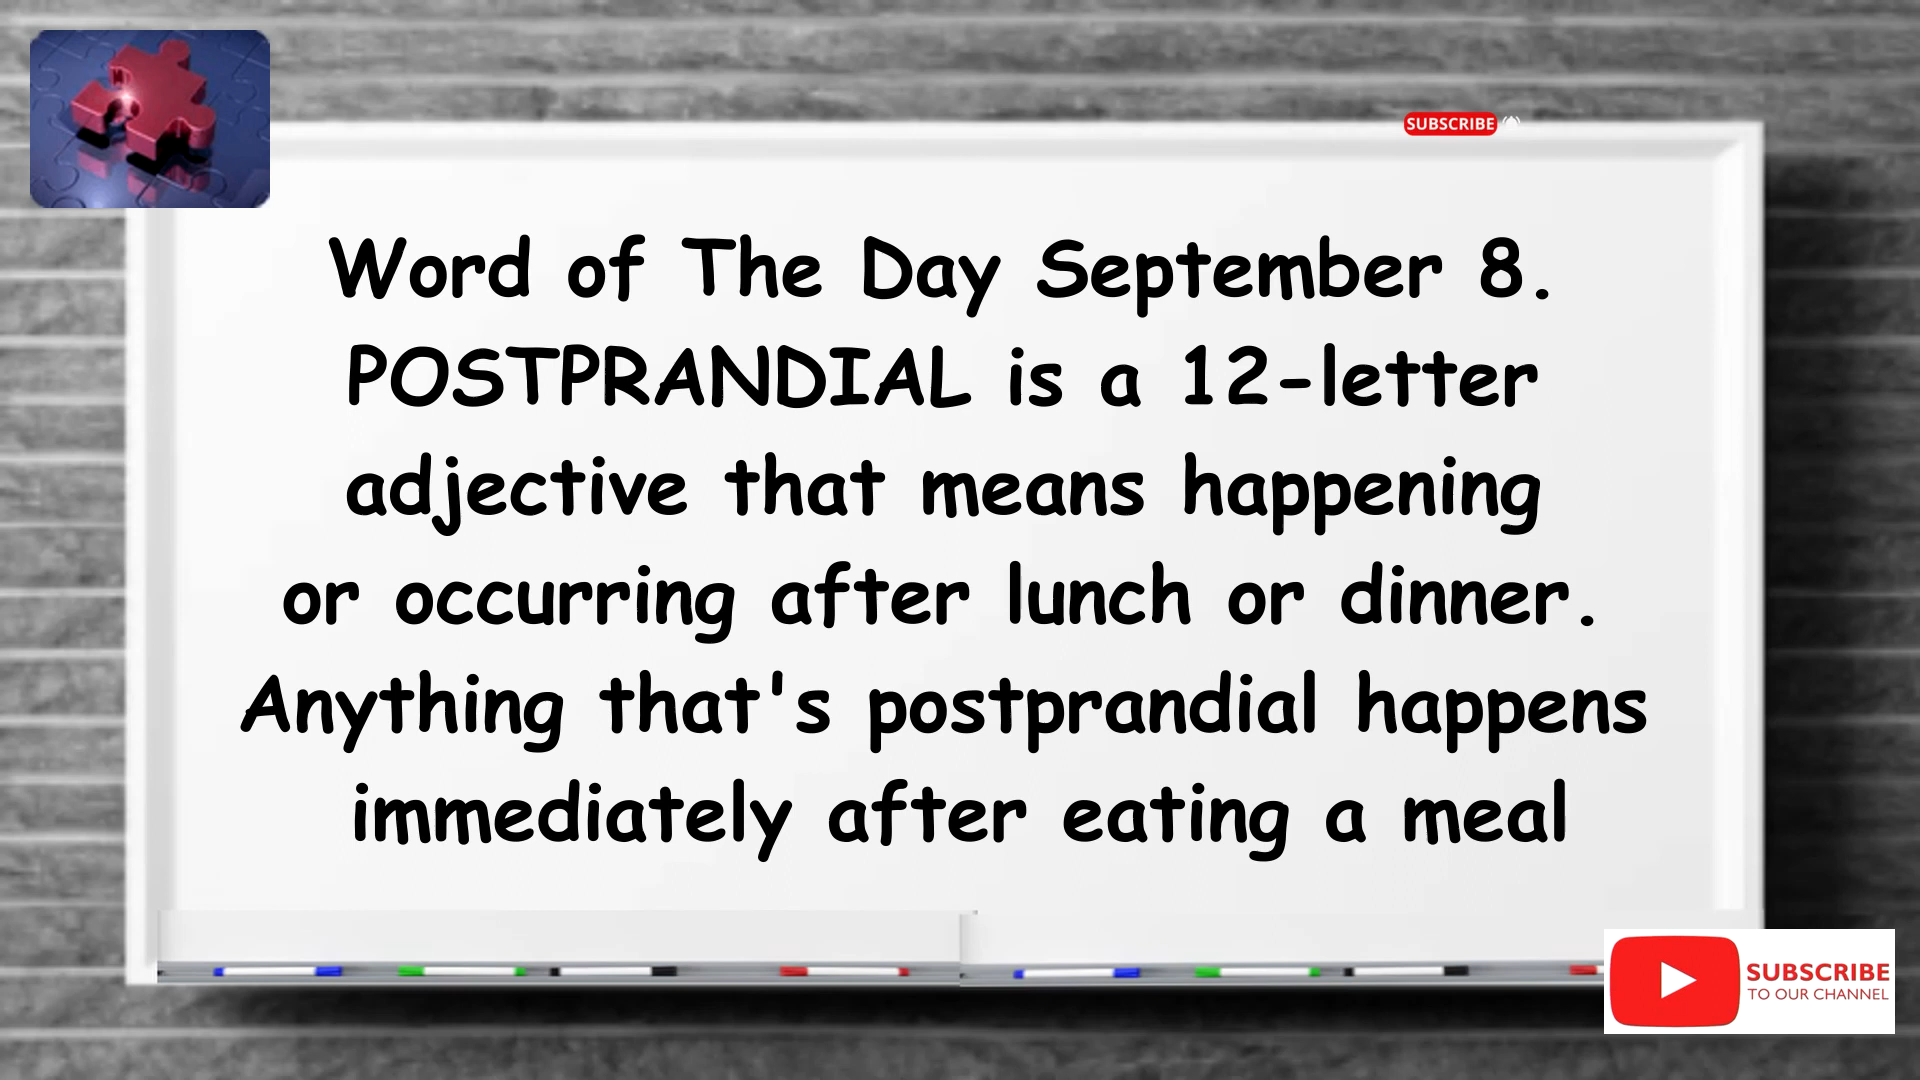 SUBSCRIBE
Word of The Day September 8.
POSTPRANDIAL is a 12-letter
adjective that means happening
or occurring after lunch or dinner.
Anything that's postprandial happens
immediately after eating a meal
SUBSCRIBE
TO OUR CHANNEL